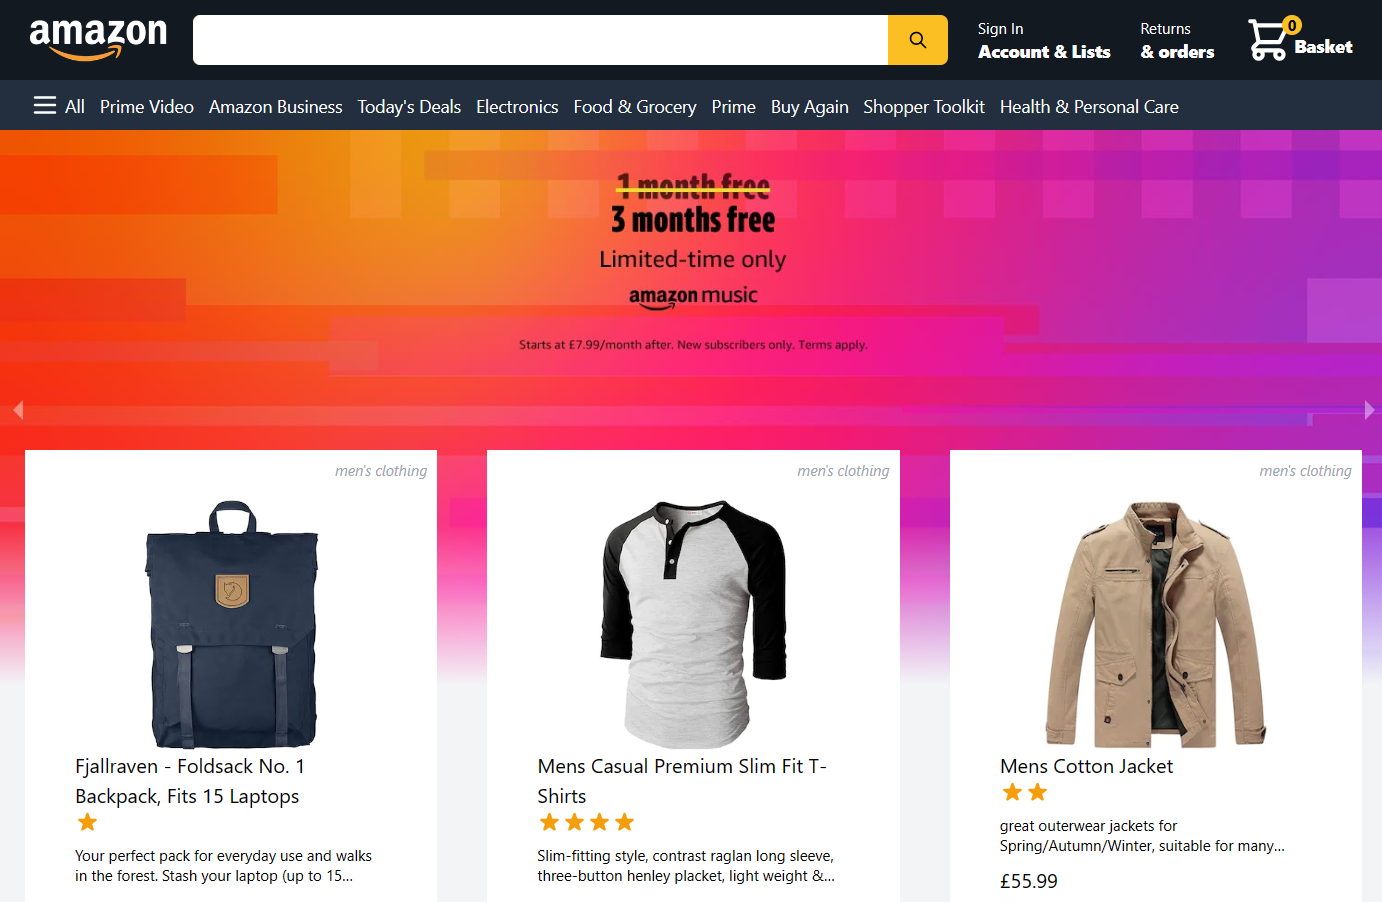 amazon
Sign In
Account & Lists
Returns
& orders
0
Basket
All Prime Video Amazon Business Today's Deals Electronics Food & Grocery Prime Buy Again Shopper Toolkit Health & Personal Care
1 month free
3 months free
Limited-time only
amazon music
Starts at £7.99/month after. New subscribers only. Terms apply.
men's clothing
Fjallraven - Foldsack No. 1
Backpack, Fits 15 Laptops
Your perfect pack for everyday use and walks
in the forest. Stash your laptop (up to 15...
men's clothing
Mens Casual Premium Slim Fit T-
Shirts
Slim-fitting style, contrast raglan long sleeve,
three-button henley placket, light weight &...
men's clothing
Mens Cotton Jacket
great outerwear jackets for
Spring/Autumn/Winter, suitable for many...
£55.99